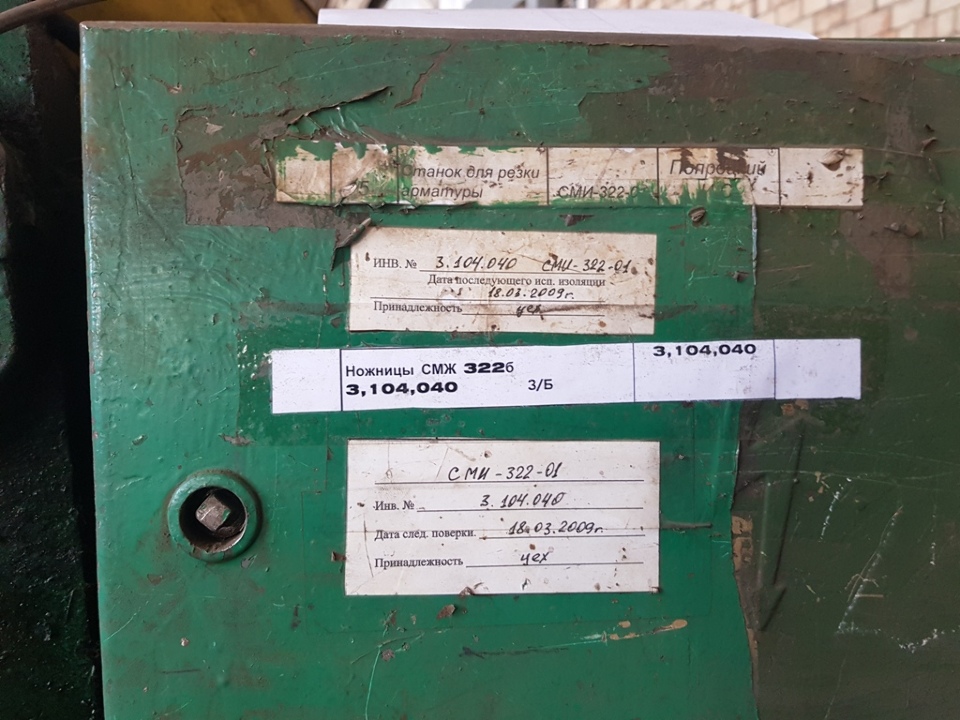 5
Станок для резки
арматуры
СМИ-322-
ИНВ. № 3.104.040 СМИ-322-01
Дата последующего исп. изоляции
18.03.2009г.
Принадлежность цех
Ножницы СМЖ 322б
3,104,040 З/Б
3,104,040
СМИ-322-01
Инв. № 3.104.040
Дата след. поверки. 18.03.2009г.
Принадлежность цех